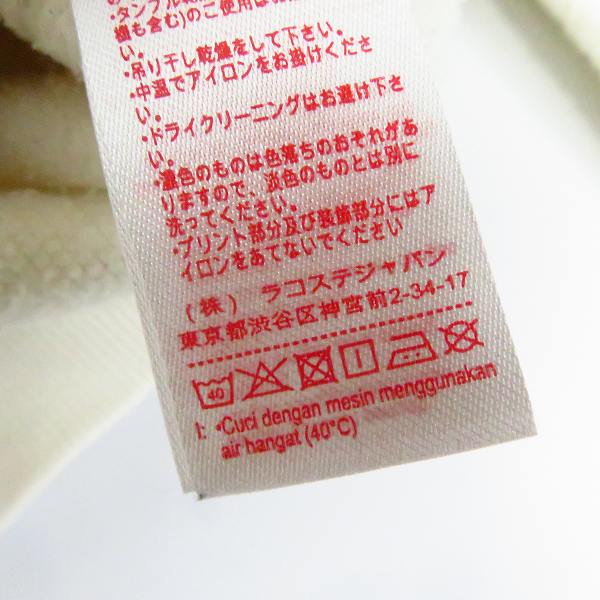 ・タンブル
機も含む)のご使用はお
い。
・吊り干し乾燥をして下さい。
・中温でアイロンをお掛けくださ
い。
・ドライクリーニングはお避け下さ
い。
・濃色のものは色落ちのおそれがあ
りますので、淡色のものとは別に
洗ってください。
・プリント部分及び装飾部分にはア
イロンをあてないでください
(株) ラコステジャパン
東京都渋谷区神宮前2-34-17
40
I: •Cuci dengan mesin menggunakan
air hangat (40°C)